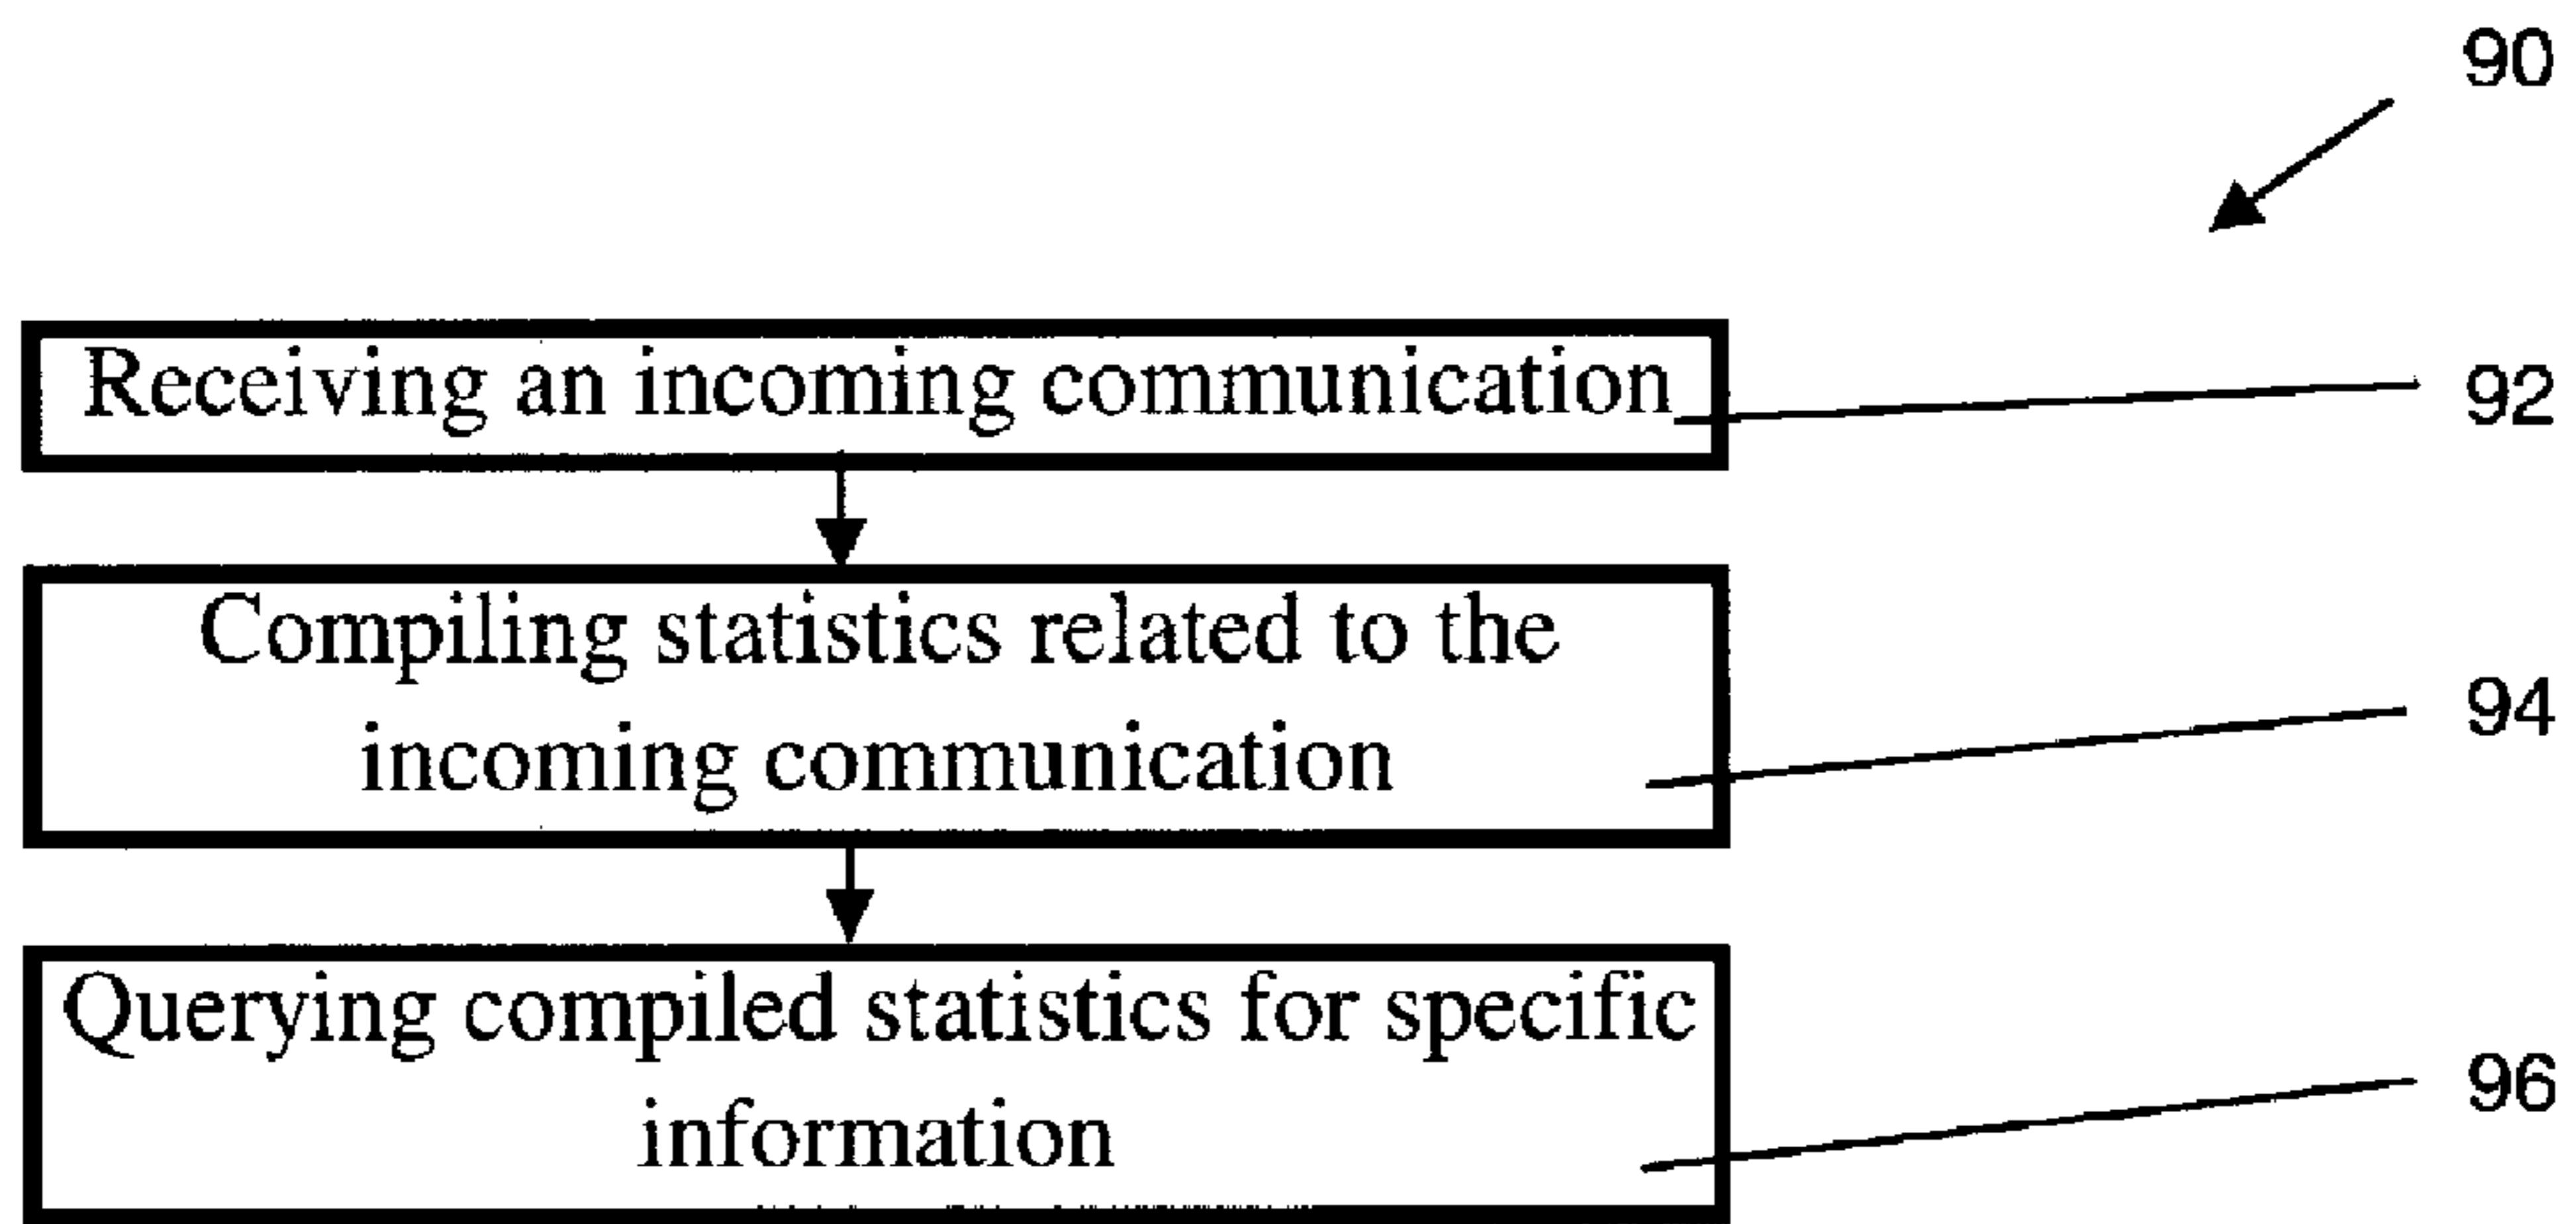 90
Receiving an incoming communication
92
Compiling statistics related to the
incoming communication
94
Querying compiled statistics for specific
information
96